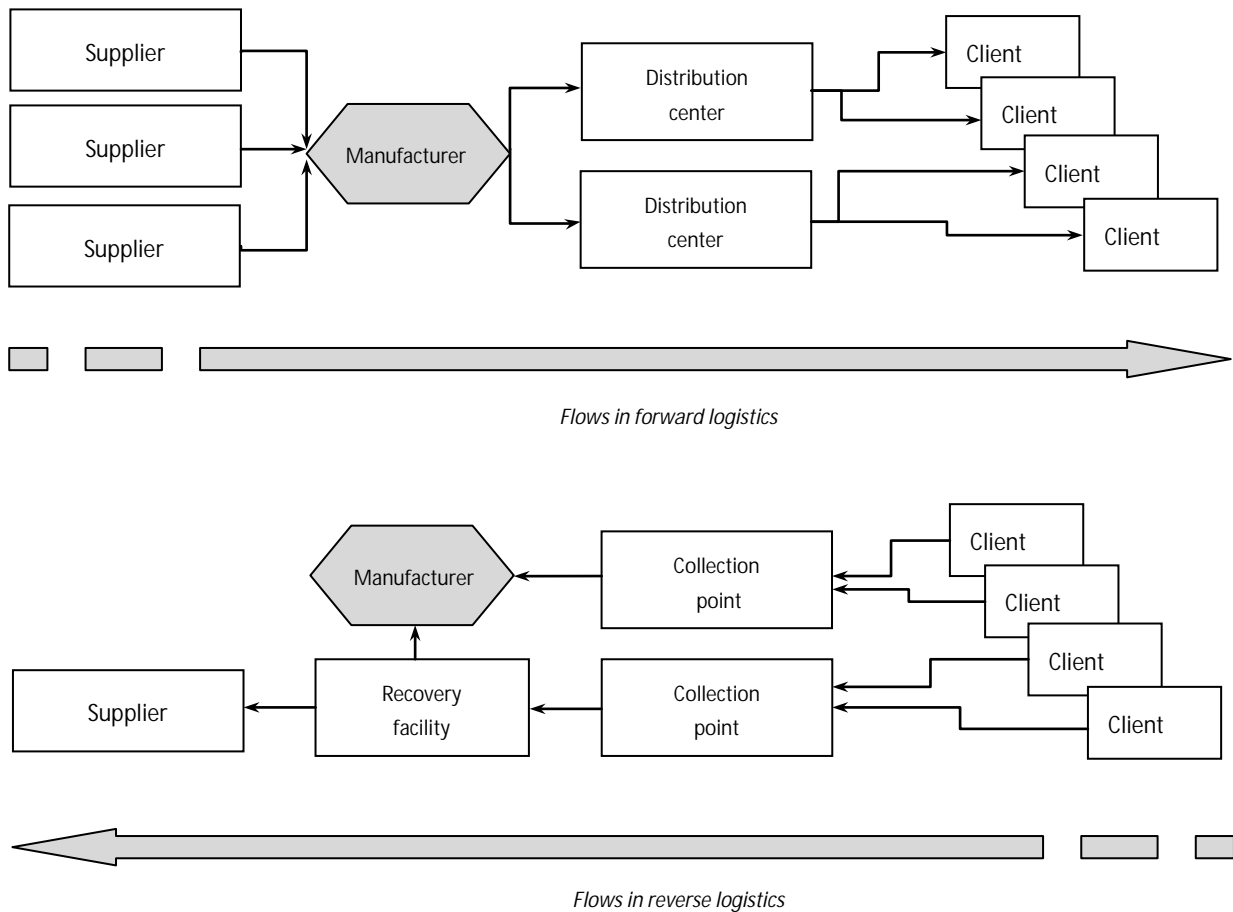 Supplier
Supplier
Supplier
Manufacturer
Distribution
center
Distribution
center
Client
Client
Client
Client
Flows in forward logistics
Manufacturer
Supplier
Recovery
facility
Collection
point
Collection
point
Client
Client
Client
Client
Flows in reverse logistics